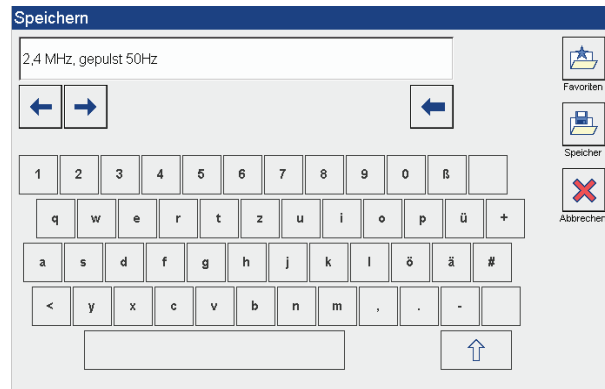 Speichern
2,4 MHz, gepulst 50Hz
Favoriten
Speicher
1 2 3 4 5 6 7 8 9 0 ß
Abbrechen
q w e r t z u i o p ü +
a s d f g h j k l ö ä #
< y x c v b n m , . -